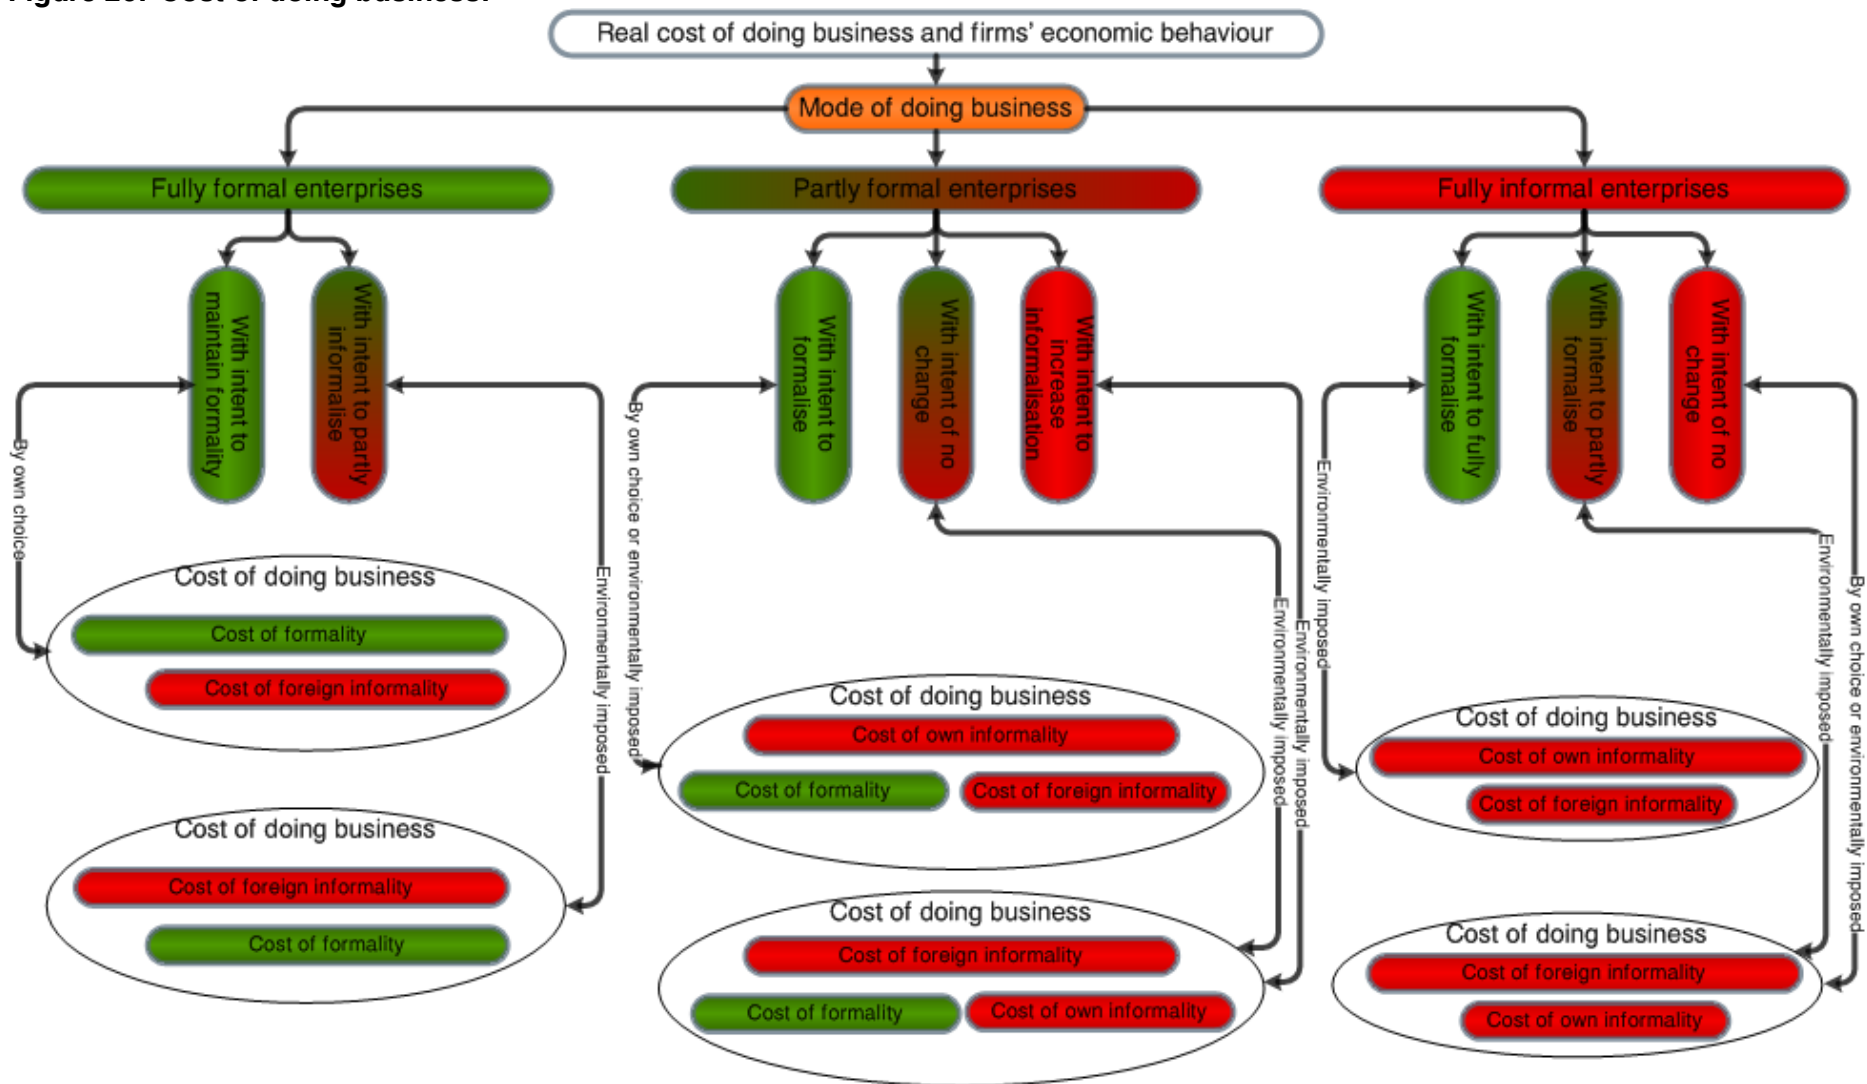 Figure 20: Cost of doing business.
Real cost of doing business and firms' economic behaviour
Mode of doing business
Fully formal enterprises
Partly formal enterprises
Fully informal enterprises
With intent to
maintain formality
With intent to partly
informalise
With intent to
formalise
With intent of no
change
With intent to
increase
informalisation
With intent to fully
formalise
With intent to partly
formalise
With intent of no
change
By own choice
Environmentally imposed
By own choice or environmentally imposed
Environmentally imposed
Environmentally imposed
Environmentally imposed
Environmentally imposed
By own choice or environmentally imposed
Cost of doing business
Cost of formality
Cost of foreign informality
Cost of doing business
Cost of foreign informality
Cost of formality
Cost of doing business
Cost of own informality
Cost of formality
Cost of foreign informality
Cost of doing business
Cost of foreign informality
Cost of formality
Cost of own informality
Cost of doing business
Cost of own informality
Cost of foreign informality
Cost of doing business
Cost of foreign informality
Cost of own informality